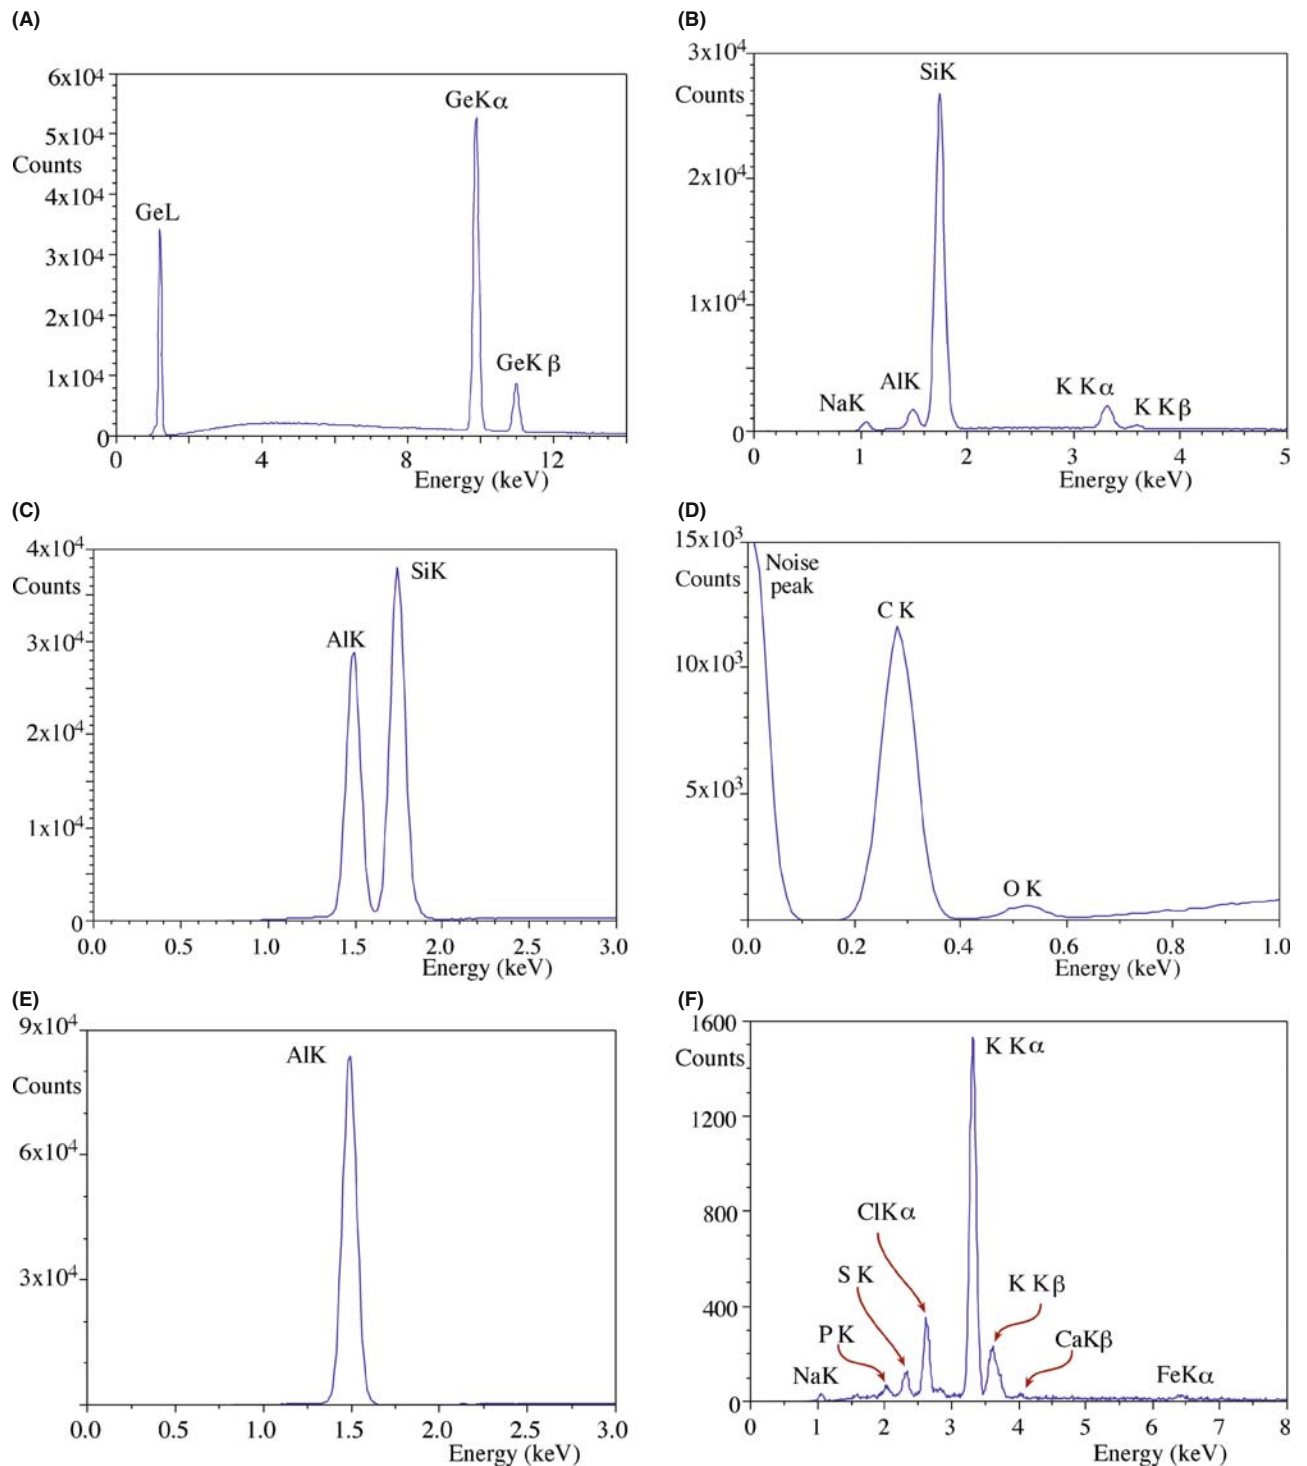 (A)
6x10⁴
5x10⁴
Counts
4x10⁴
3x10⁴
2x10⁴
1x10⁴
0
GeL
GeKα
GeK β
0 4 8 12
Energy (keV)
(B)
3x10⁴
Counts
2x10⁴
1x10⁴
0
NaK
AlK
SiK
K Kα
K Kβ
0 1 2 3 4 5
Energy (keV)
(C)
4x10⁴
Counts
3x10⁴
2x10⁴
1x10⁴
0
AlK
SiK
0.0 0.5 1.0 1.5 2.0 2.5 3.0
Energy (keV)
(D)
15x10³
Counts
10x10³
5x10³
Noise
peak
C K
O K
0.0 0.2 0.4 0.6 0.8 1.0
Energy (keV)
(E)
9x10⁴
Counts
6x10⁴
3x10⁴
AlK
0.0 0.5 1.0 1.5 2.0 2.5 3.0
Energy (keV)
(F)
1600
Counts
1200
800
400
0
NaK
P K
S K
ClKα
K Kα
K Kβ
CaKβ
FeKα
0 1 2 3 4 5 6 7 8
Energy (keV)